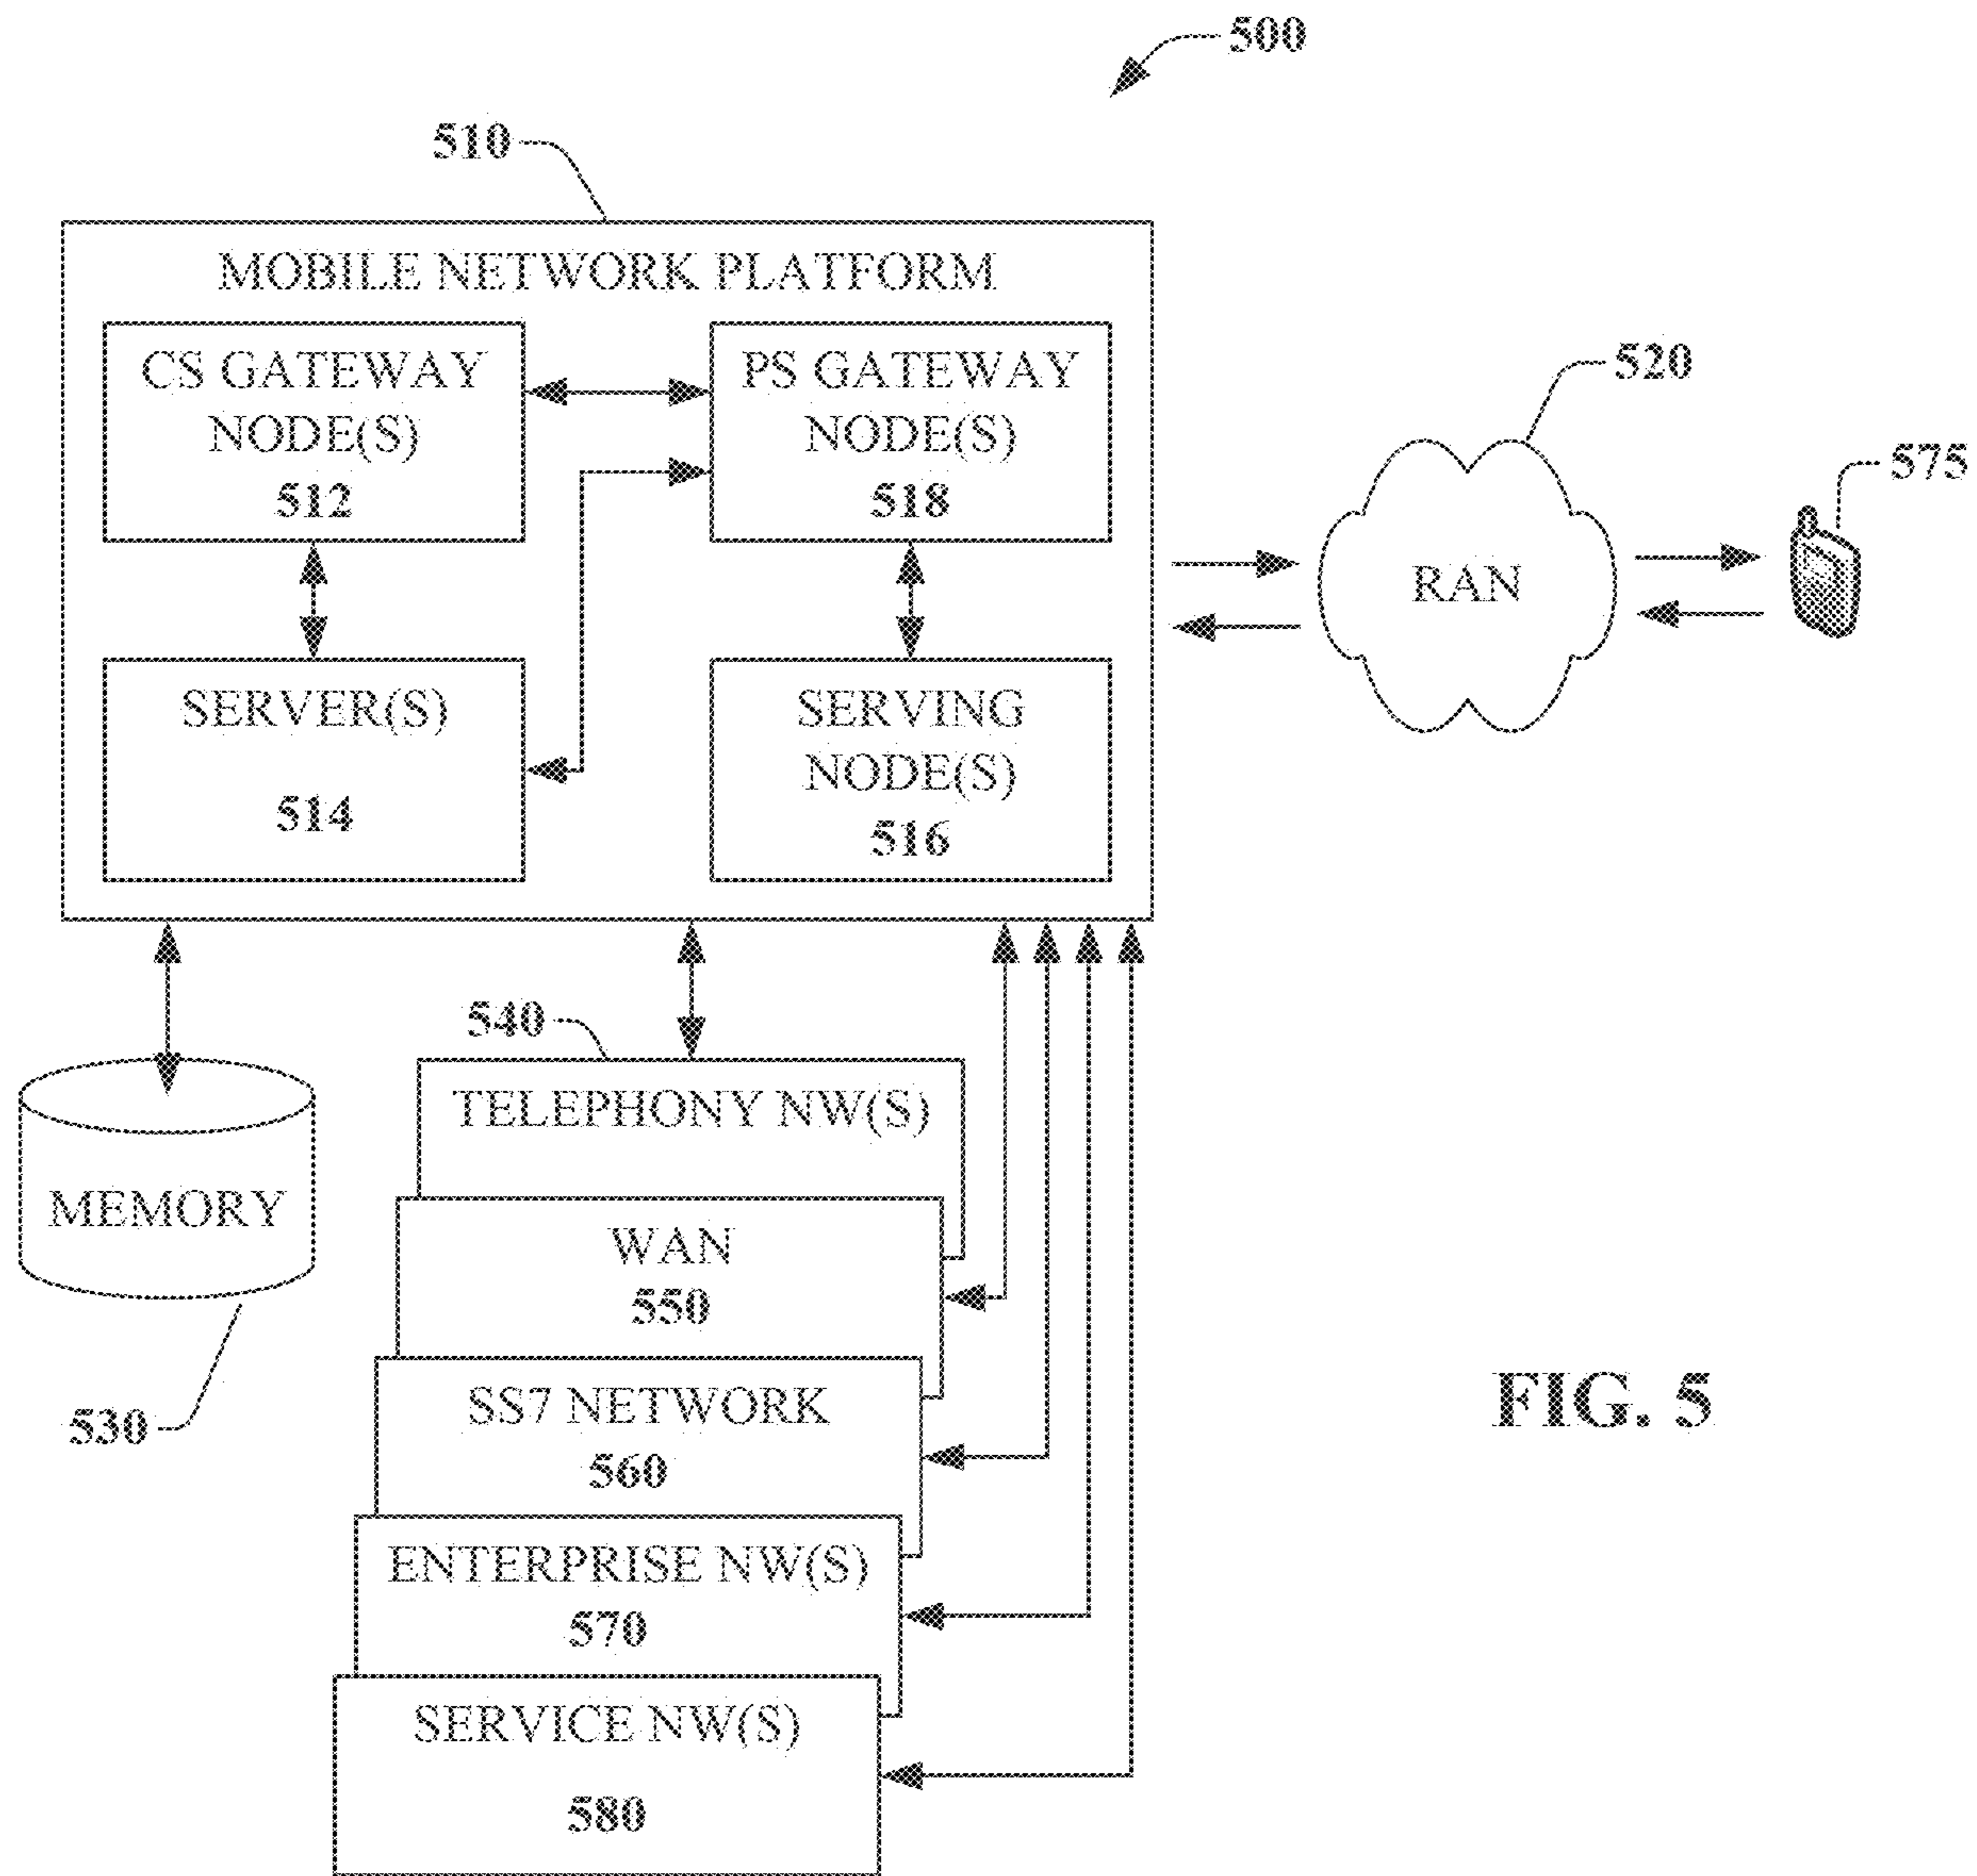 500
510
MOBILE NETWORK PLATFORM
CS GATEWAY
NODE(S)
512
PS GATEWAY
NODE(S)
518
520
575
RAN
SERVER(S)
514
SERVING
NODE(S)
516
540
TELEPHONY NW(S)
MEMORY
530
WAN
550
SS7 NETWORK
560
ENTERPRISE NW(S)
570
SERVICE NW(S)
580
FIG. 5